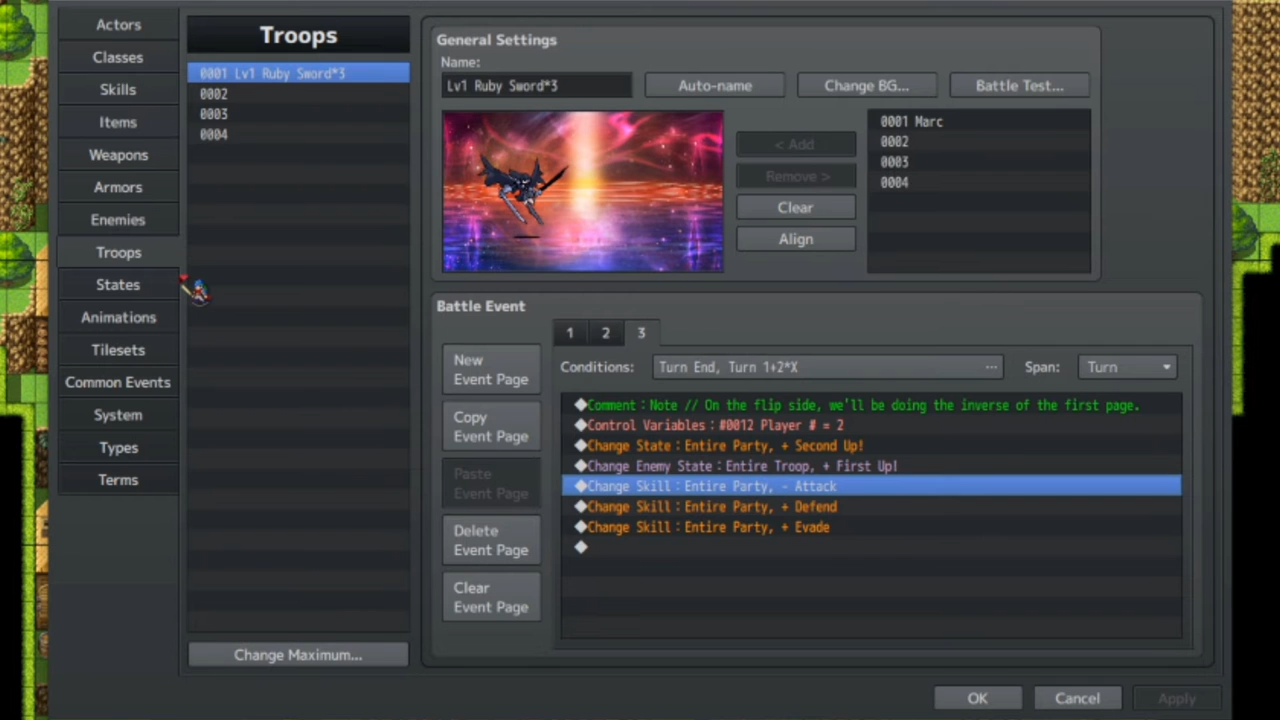 Actors
Classes
Skills
Items
Weapons
Armors
Enemies
Troops
States
Animations
Tilesets
Common Events
System
Types
Terms
Troops
0001 Lv1 Ruby Sword*3
0002
0003
0004
Change Maximum...
General Settings
Name:
Lv1 Ruby Sword*3
Auto-name
Change BG...
Battle Test...
< Add
Remove >
Clear
Align
0001 Marc
0002
0003
0004
Battle Event
New
Event Page
Copy
Event Page
Paste
Event Page
Delete
Event Page
Clear
Event Page
1 2 3
Conditions: Turn End, Turn 1+2*X ... Span: Turn
◆Comment：Note // On the flip side, we'll be doing the inverse of the first page.
◆Control Variables：#0012 Player # = 2
◆Change State：Entire Party, + Second Up!
◆Change Enemy State：Entire Troop, + First Up!
◆Change Skill：Entire Party, - Attack
◆Change Skill：Entire Party, + Defend
◆Change Skill：Entire Party, + Evade
◆
OK
Cancel
Apply